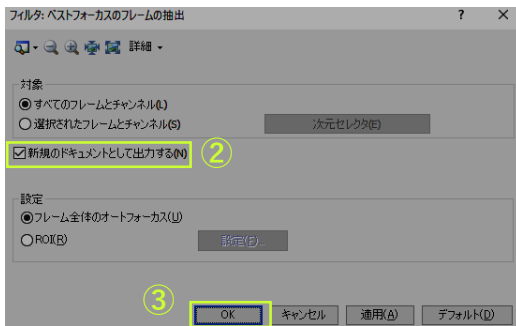 フィルタ: ベストフォーカスのフレームの抽出 ? ×
詳細
対象
すべてのフレームとチャンネル(L)
選択されたフレームとチャンネル(S) 次元セレクタ(E)
新規のドキュメントとして出力する(N) ②
設定
フレーム全体のオートフォーカス(U)
ROI(R) 設定(F)...
③
OK キャンセル 適用(A) デフォルト(D)